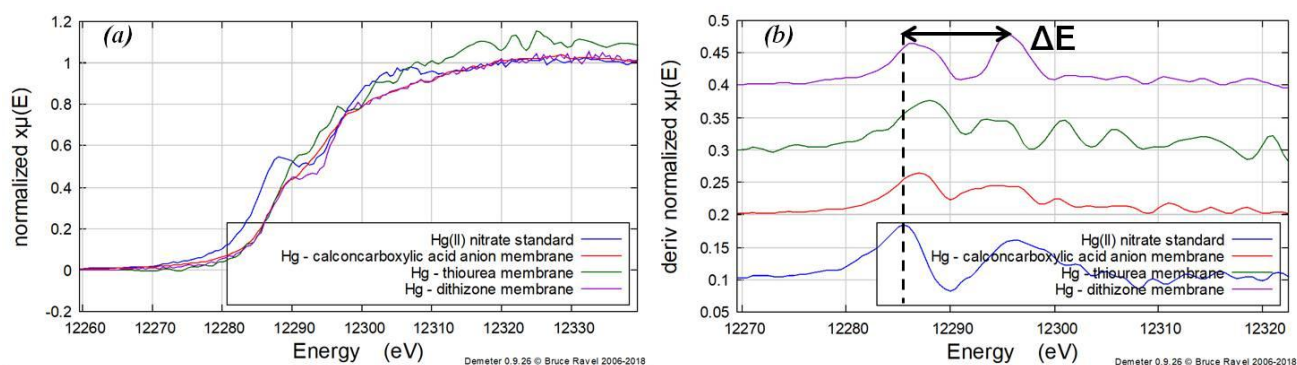 (a)
normalized xμ(E)
1.2
1
0.8
0.6
0.4
0.2
0
-0.2
Hg(II) nitrate standard
Hg - calconcarboxylic acid anion membrane
Hg - thiourea membrane
Hg - dithizone membrane
12260 12270 12280 12290 12300 12310 12320 12330
Energy (eV)
Demeter 0.9.26 © Bruce Ravel 2006-2018
(b)
ΔE
deriv normalized xμ(E)
0.5
0.45
0.4
0.35
0.3
0.25
0.2
0.15
0.1
0.05
Hg(II) nitrate standard
Hg - calconcarboxylic acid anion membrane
Hg - thiourea membrane
Hg - dithizone membrane
12270 12280 12290 12300 12310 12320
Energy (eV)
Demeter 0.9.26 © Bruce Ravel 2006-2018